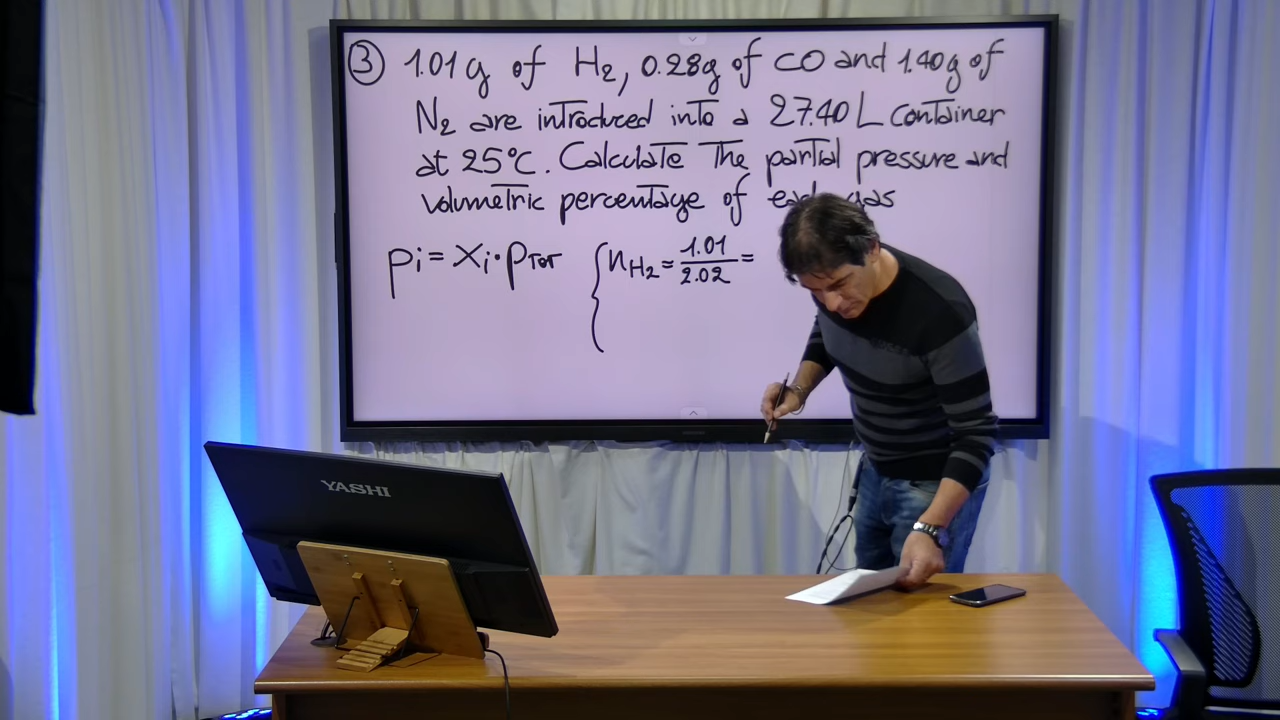 ③ 1.01 g of H₂, 0.28g of CO and 1.40g of
N₂ are introduced into a 27.40 L container
at 25°C. Calculate the partial pressure and
volumetric percentage of gas
pᵢ = Xᵢ · pTOT { nH₂ = 1.01/2.02 =
YASHI